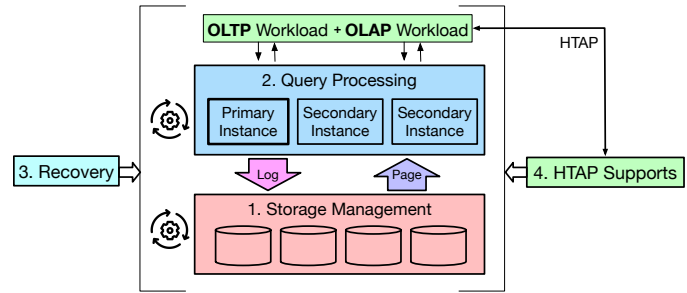 OLTP Workload + OLAP Workload
HTAP
2. Query Processing
Primary
Instance
Secondary
Instance
Secondary
Instance
3. Recovery
Log
Page
4. HTAP Supports
1. Storage Management